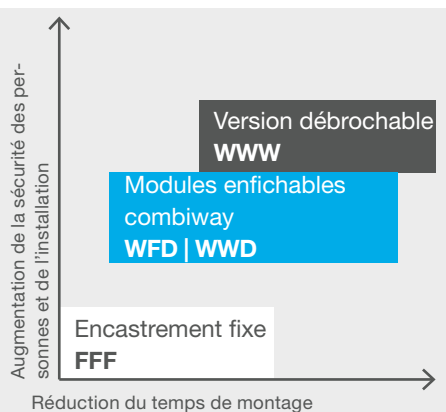 Augmentation de la sécurité des per-
sonnes et de l'installation
Version débrochable
WWW
Modules enfichables
combiway
WFD | WWD
Encastrement fixe
FFF
Réduction du temps de montage